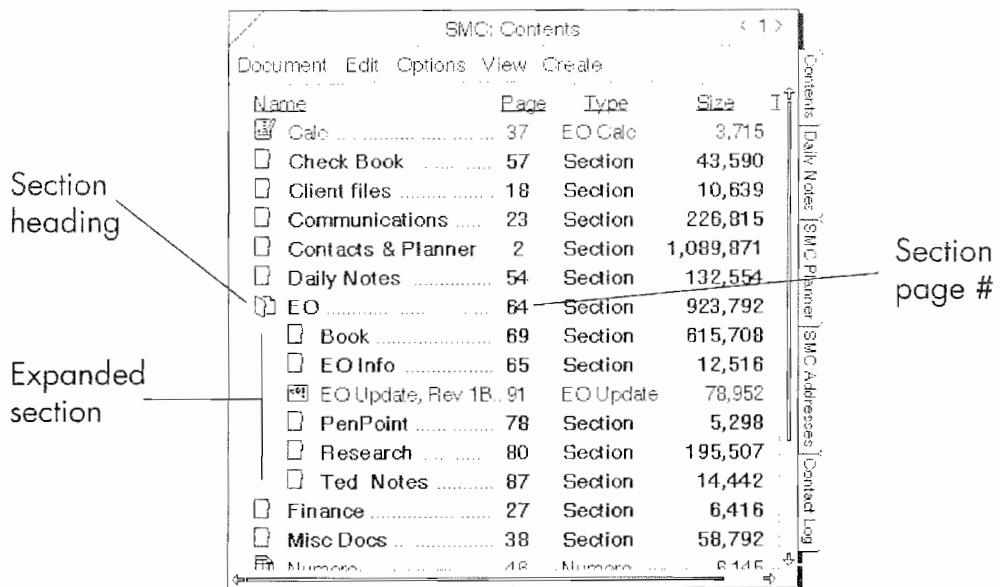 SMC: Contents < 1 >
Document Edit Options View Create
Name Page Type Size T
Calc 37 EO Calc 3,715
Check Book 57 Section 43,590
Client files 18 Section 10,639
Communications 23 Section 226,815
Contacts & Planner 2 Section 1,089,871
Daily Notes 54 Section 132,554
EO 64 Section 923,792
Book 69 Section 615,708
EO Info 65 Section 12,516
EO Update, Rev 1B.. 91 EO Update 78,952
PenPoint 78 Section 5,298
Research 80 Section 195,507
Ted Notes 87 Section 14,442
Finance 27 Section 6,416
Misc Docs 38 Section 58,792
Section
heading
Expanded
section
Section
page #
Contents
Daily Notes
SMC Planner
SMC Addresses
Contact Log